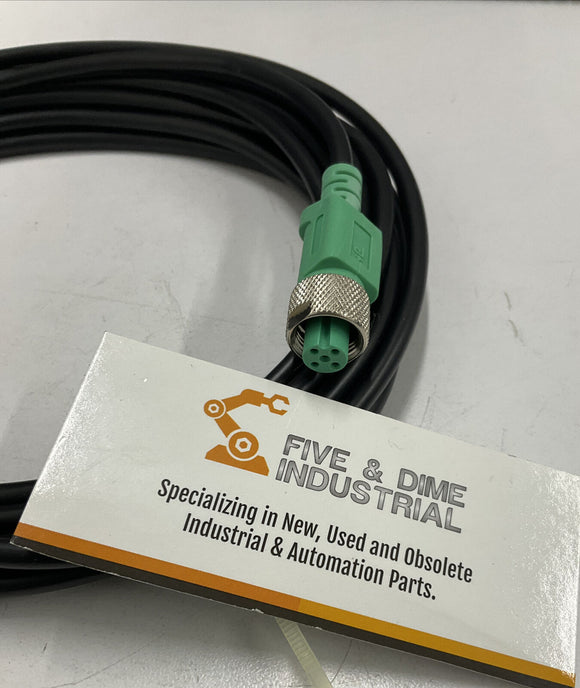 FIVE & DIME
INDUSTRIAL
Specializing in New, Used and Obsolete
Industrial & Automation Parts.